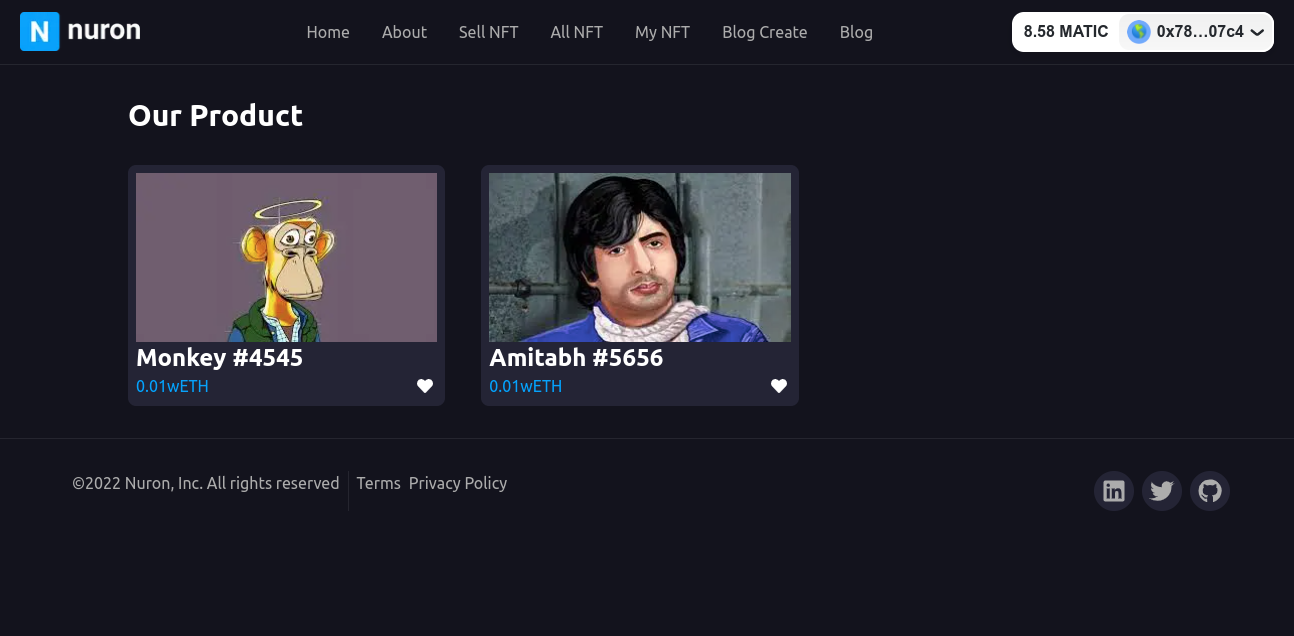 N nuron
Home About Sell NFT All NFT My NFT Blog Create Blog
8.58 MATIC 0x78...07c4
Our Product
Monkey #4545
0.01wETH
Amitabh #5656
0.01wETH
©2022 Nuron, Inc. All rights reserved Terms Privacy Policy
in